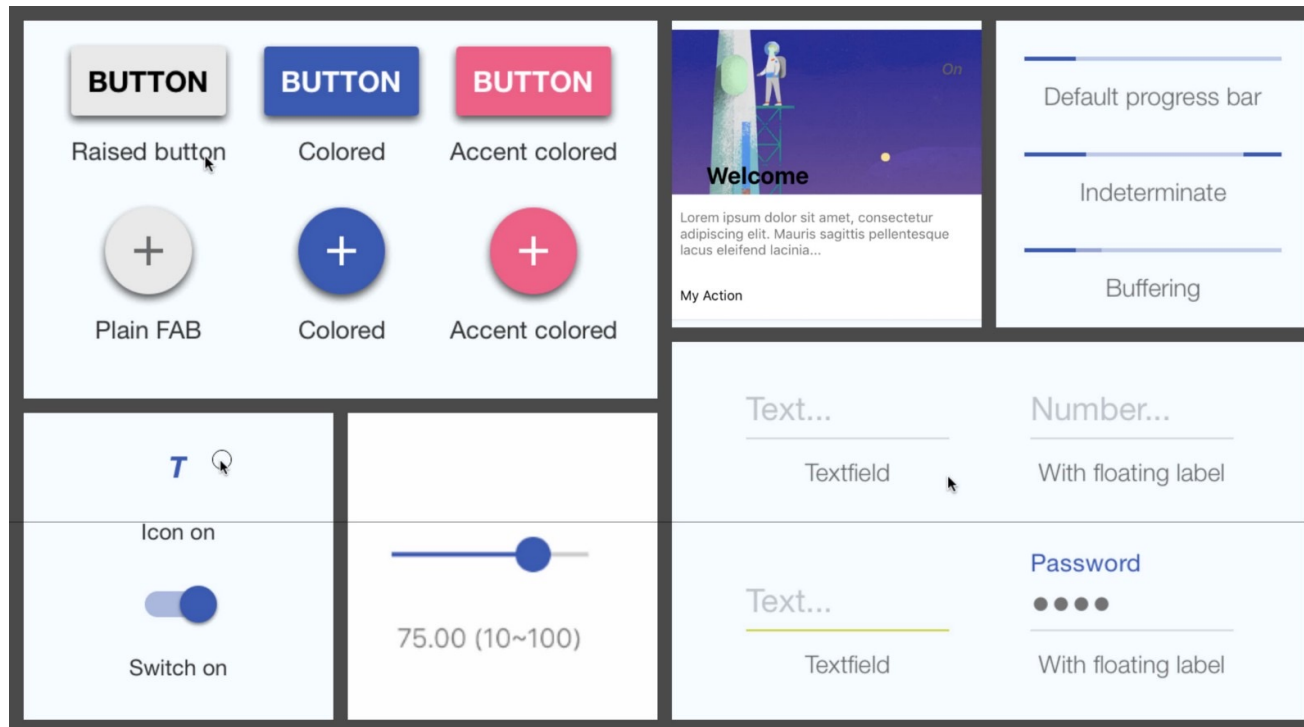 BUTTON BUTTON BUTTON
Raised button Colored Accent colored
+ + +
Plain FAB Colored Accent colored
On
Welcome
Lorem ipsum dolor sit amet, consectetur
adipiscing elit. Mauris sagittis pellentesque
lacus eleifend lacinia...
My Action
Default progress bar
Indeterminate
Buffering
T
Icon on
Switch on
75.00 (10~100)
Text... Number...
Textfield With floating label
Password
Text... ●●●●
Textfield With floating label